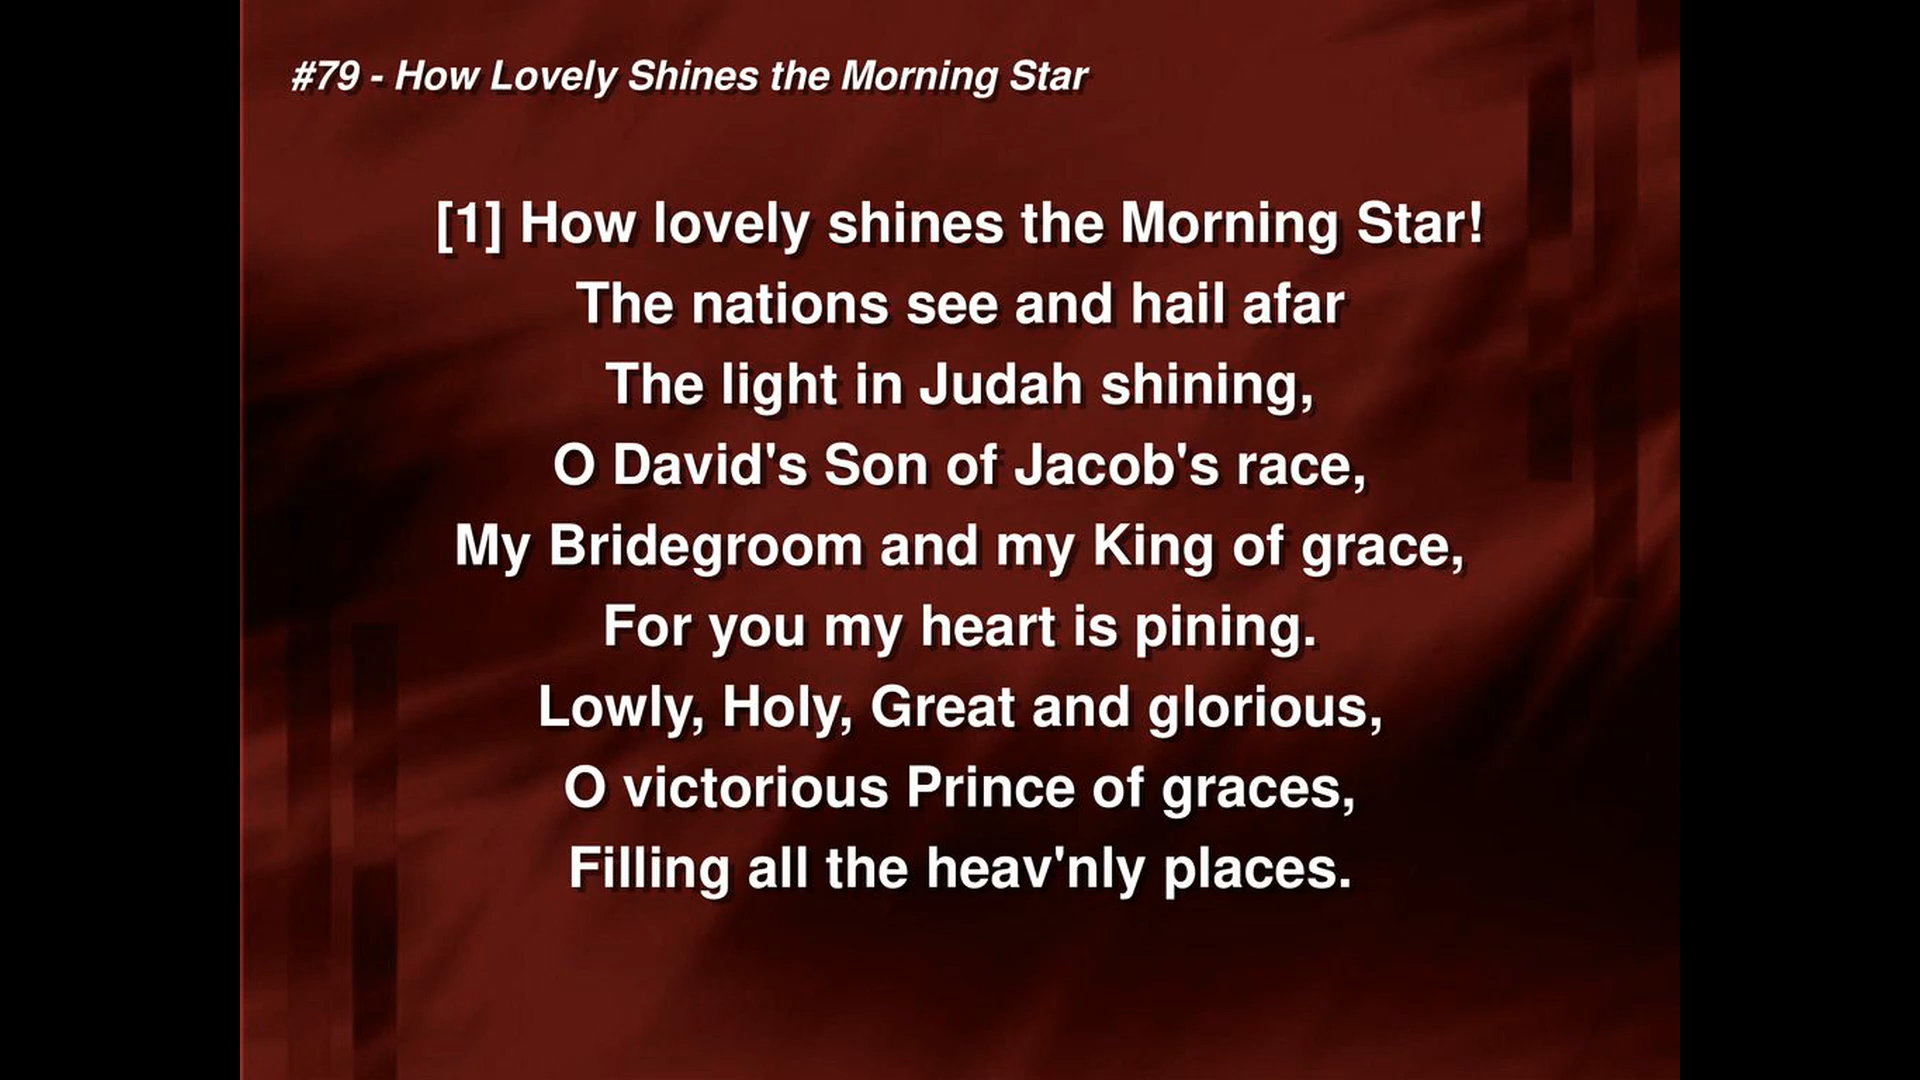 #79 - How Lovely Shines the Morning Star
[1] How lovely shines the Morning Star!
The nations see and hail afar
The light in Judah shining,
O David's Son of Jacob's race,
My Bridegroom and my King of grace,
For you my heart is pining.
Lowly, Holy, Great and glorious,
O victorious Prince of graces,
Filling all the heav'nly places.